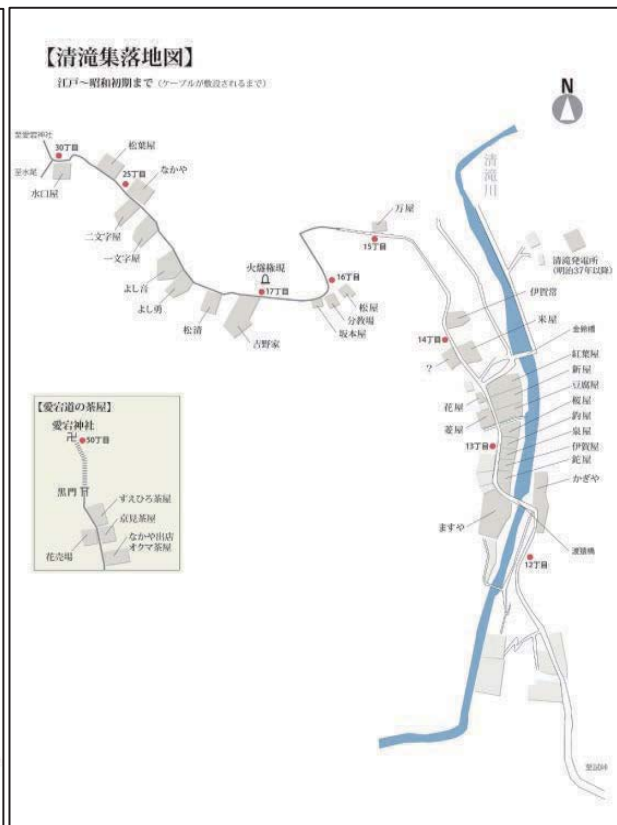 【清滝集落地図】
江戸〜昭和初期まで（ケーブルが敷設されるまで）
N
至愛宕神社
30丁目
至水尾
水口屋
松葉屋
25丁目
なかや
二文字屋
一文字屋
よし音
よし勇
松清
火燧権現
17丁目
吉野家
万屋
15丁目
16丁目
松屋
分教場
坂本屋
清滝川
清滝発電所
(明治37年以降)
伊賀常
米屋
金鈴橋
14丁目
?
紅葉屋
新屋
豆腐屋
桜屋
釣屋
泉屋
伊賀屋
鉈屋
花屋
菱屋
13丁目
かぎや
ますや
渡猿橋
12丁目
至試峠
【愛宕道の茶屋】
愛宕神社
50丁目
黒門
すえひろ茶屋
京見茶屋
なかや出店
オクマ茶屋
花売場